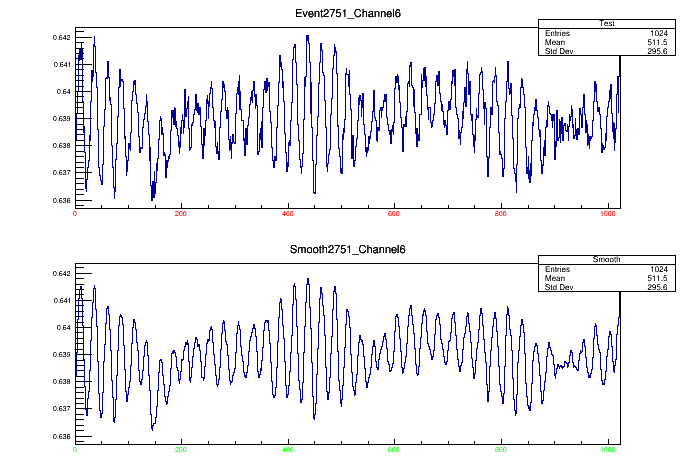 Event2751_Channel6
Test
Entries 1024
Mean 511.5
Std Dev 295.6
0.642
0.641
0.64
0.639
0.638
0.637
0.636
0 200 400 600 800 1000
Smooth2751_Channel6
Smooth
Entries 1024
Mean 511.5
Std Dev 295.6
0.642
0.641
0.64
0.639
0.638
0.637
0.636
0 200 400 600 800 1000